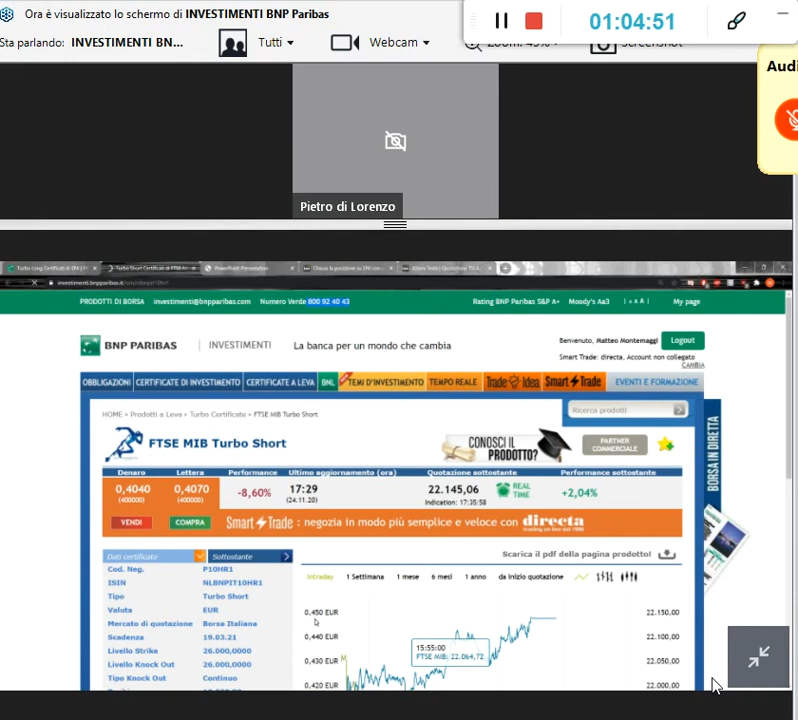 Ora è visualizzato lo schermo di INVESTIMENTI BNP Paribas
01:04:51
Sta parlando: INVESTIMENTI BN...
Tutti
Webcam
Audi
Pietro di Lorenzo
PowerPoint Presentation
PRODOTTI DI BORSA investimenti@bnpparibas.com Numero Verde 800 92 40 43 Rating BNP Paribas S&P A+ Moody's Aa3 My page
BNP PARIBAS | INVESTIMENTI La banca per un mondo che cambia
Benvenuto, Matteo Montemaggi Logout
Smart Trade: directa, Account non collegato
CAMBIA
OBBLIGAZIONI CERTIFICATE DI INVESTIMENTO CERTIFICATE A LEVA BNL TEMI D'INVESTIMENTO TEMPO REALE Trade Idea Smart Trade EVENTI E FORMAZIONE
HOME » Prodotti a Leva » Turbo Certificate » FTSE MIB Turbo Short
Ricerca prodotti
FTSE MIB Turbo Short
CONOSCI IL PRODOTTO?
PARTNER COMMERCIALE
BORSA IN DIRETTA
Denaro Lettera Performance Ultimo aggiornamento (ora) Quotazione sottostante Performance sottostante
0,4040 0,4070 -8,60% 17:29 22.145,06 REAL TIME +2,04%
(400000) (400000) (24.11.20) Indication: 17:35:58
VENDI COMPRA Smart Trade : negozia in modo più semplice e veloce con directa
Dati certificato Sottostante
Scarica il pdf della pagina prodotto!
Cod. Neg. P10HR1
ISIN NLBNPIT10HR1
Tipo Turbo Short
Valuta EUR
Mercato di quotazione Borsa Italiana
Scadenza 19.03.21
Livello Strike 26.000,0000
Livello Knock Out 26.000,0000
Tipo Knock Out Continuo
Intraday 1 Settimana 1 mese 6 mesi 1 anno da inizio quotazione
0,450 EUR 22.150,00
0,440 EUR 22.100,00
15:55:00
FTSE MIB: 22.064,72
0,430 EUR 22.050,00
0,420 EUR 22.000,00